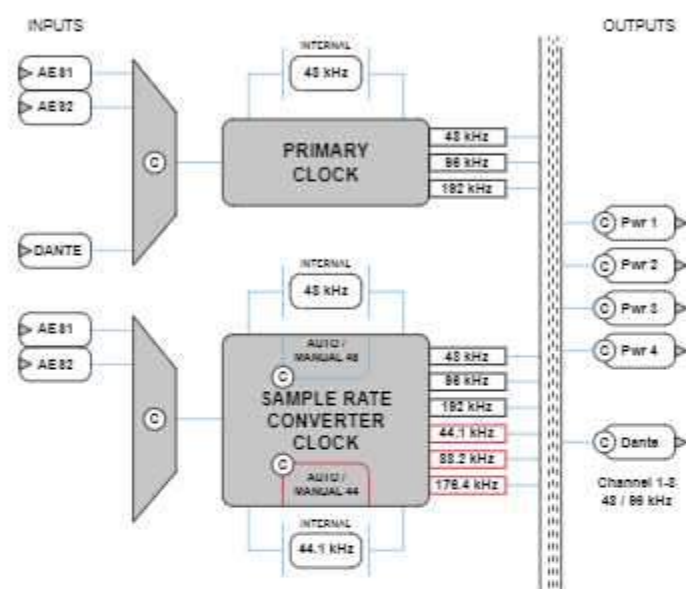 INPUTS
OUTPUTS
INTERNAL
48 kHz
AES1
AES2
DANTE
C
PRIMARY
CLOCK
48 kHz
96 kHz
192 kHz
INTERNAL
48 kHz
AES1
AES2
C
AUTO /
MANUAL 48
C
SAMPLE RATE
CONVERTER
CLOCK
C
AUTO /
MANUAL 44
48 kHz
96 kHz
192 kHz
44.1 kHz
88.2 kHz
176.4 kHz
INTERNAL
44.1 kHz
C Pwr 1
C Pwr 2
C Pwr 3
C Pwr 4
C Dante
Channel 1-8
48 / 96 kHz